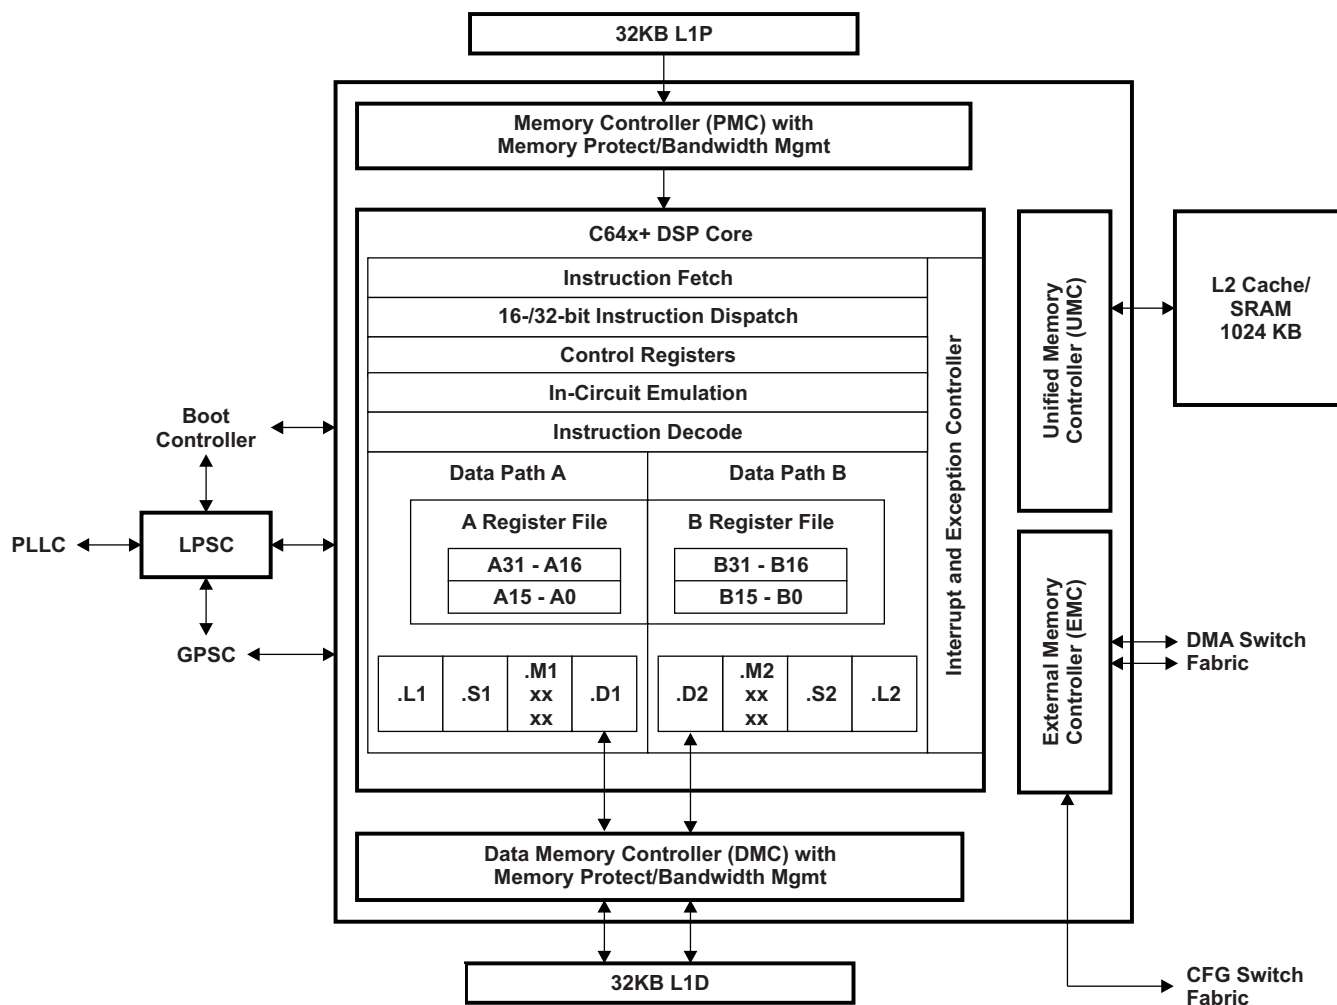 32KB L1P
Memory Controller (PMC) with
Memory Protect/Bandwidth Mgmt
C64x+ DSP Core
Instruction Fetch
16-/32-bit Instruction Dispatch
Control Registers
In-Circuit Emulation
Instruction Decode
Data Path A
Data Path B
A Register File
B Register File
A31 - A16
A15 - A0
B31 - B16
B15 - B0
.L1
.S1
.M1
xx
xx
.D1
.D2
.M2
xx
xx
.S2
.L2
Interrupt and Exception Controller
Unified Memory
Controller (UMC)
L2 Cache/
SRAM
1024 KB
External Memory
Controller (EMC)
DMA Switch
Fabric
CFG Switch
Fabric
Boot
Controller
PLLC
LPSC
GPSC
Data Memory Controller (DMC) with
Memory Protect/Bandwidth Mgmt
32KB L1D